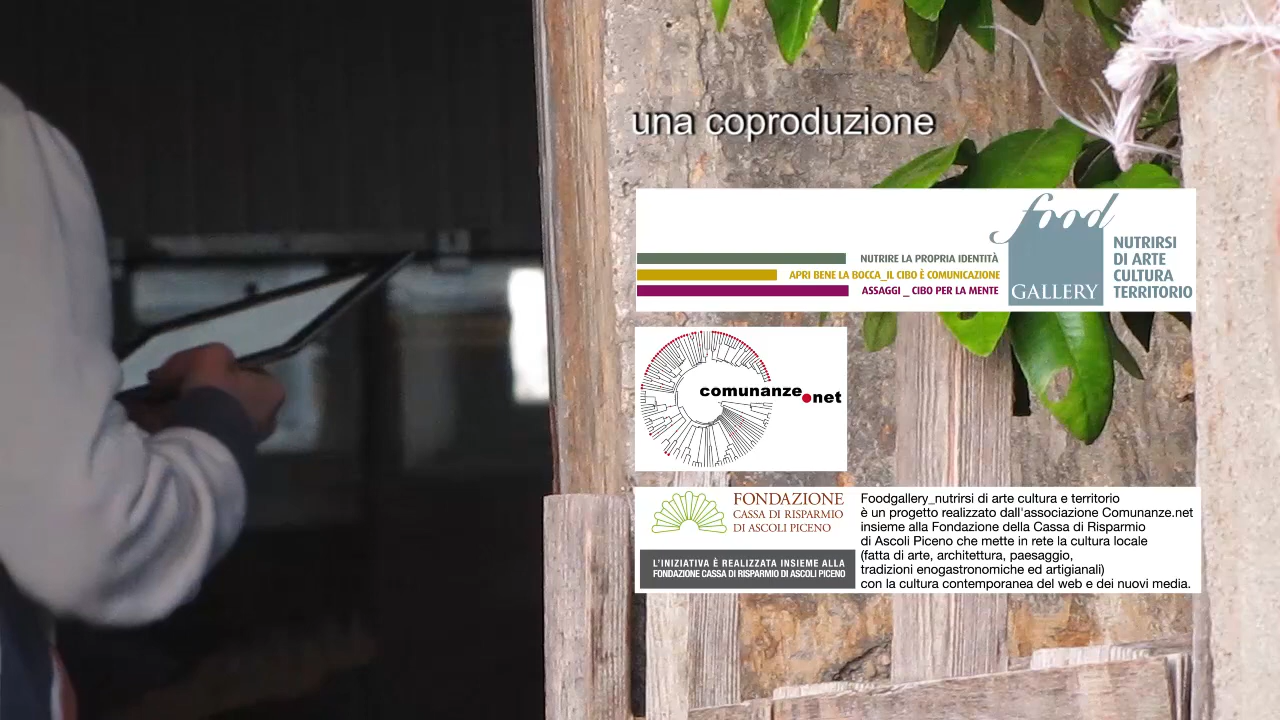 una coproduzione
food
GALLERY
NUTRIRE LA PROPRIA IDENTITÀ
APRI BENE LA BOCCA_IL CIBO È COMUNICAZIONE
ASSAGGI _ CIBO PER LA MENTE
NUTRIRSI
DI ARTE
CULTURA
TERRITORIO
comunanze.net
FONDAZIONE
CASSA DI RISPARMIO
DI ASCOLI PICENO
L'INIZIATIVA È REALIZZATA INSIEME ALLA
FONDAZIONE CASSA DI RISPARMIO DI ASCOLI PICENO
Foodgallery_nutrirsi di arte cultura e territorio
è un progetto realizzato dall'associazione Comunanze.net
insieme alla Fondazione della Cassa di Risparmio
di Ascoli Piceno che mette in rete la cultura locale
(fatta di arte, architettura, paesaggio,
tradizioni enogastronomiche ed artigianali)
con la cultura contemporanea del web e dei nuovi media.